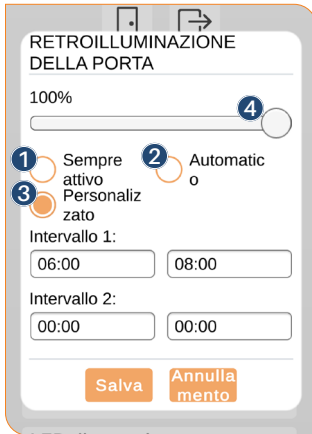 RETROILLUMINAZIONE
DELLA PORTA
100%
4
1 Sempre
attivo
2 Automatic
o
3 Personaliz
zato
Intervallo 1:
06:00 08:00
Intervallo 2:
00:00 00:00
Salva Annulla
mento